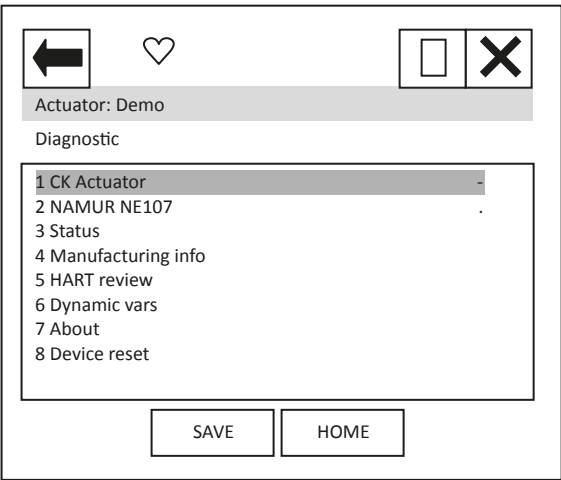 Actuator: Demo
Diagnostic
1 CK Actuator -
2 NAMUR NE107 .
3 Status
4 Manufacturing info
5 HART review
6 Dynamic vars
7 About
8 Device reset
SAVE HOME